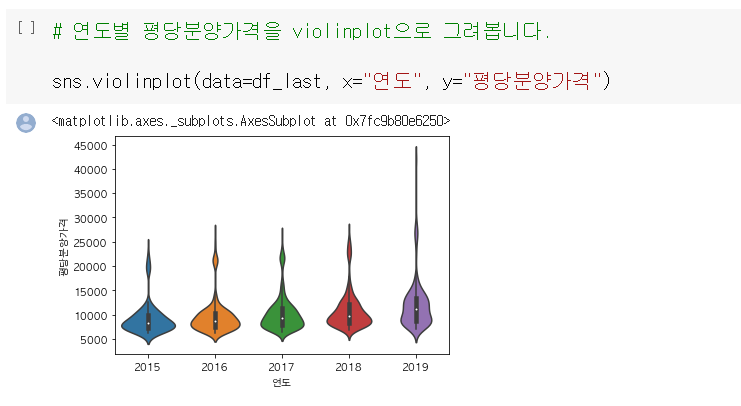 [ ] # 연도별 평당분양가격을 violinplot으로 그려봅니다.
sns.violinplot(data=df_last, x="연도", y="평당분양가격")
<matplotlib.axes._subplots.AxesSubplot at 0x7fc9b80e6250>
45000
40000
35000
30000
25000
20000
15000
10000
5000
평당분양가격
2015 2016 2017 2018 2019
연도